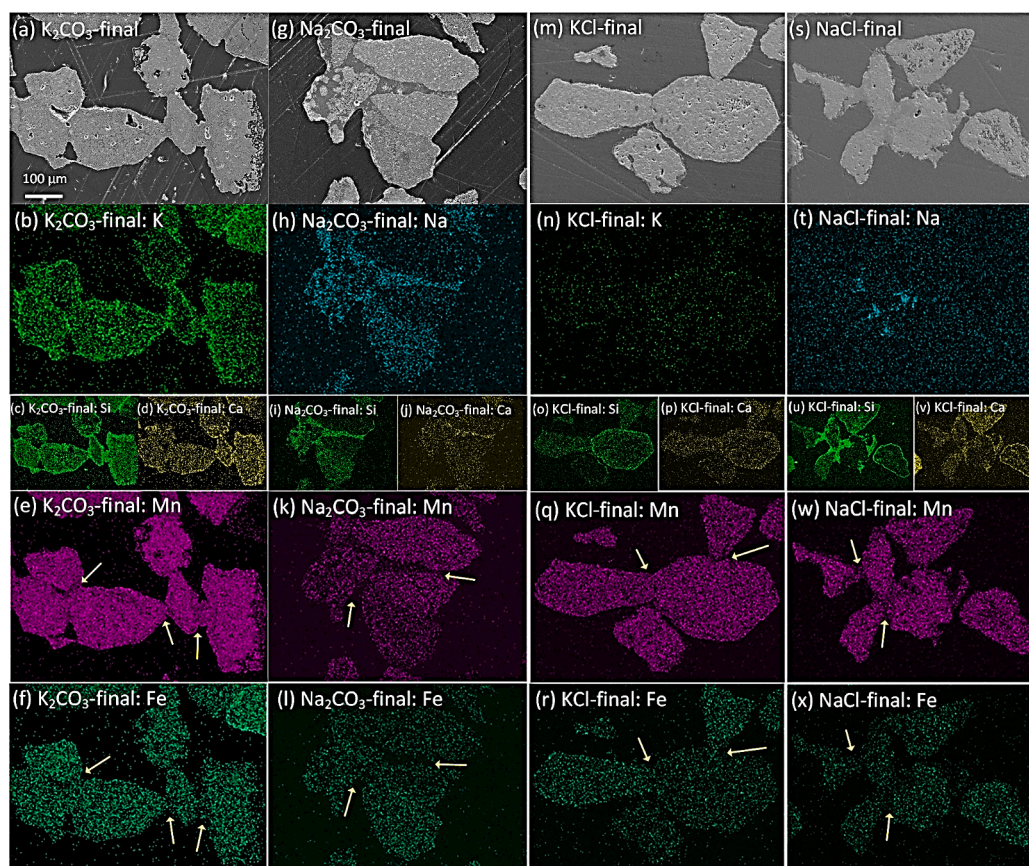 (a) K₂CO₃-final
(g) Na₂CO₃-final
(m) KCl-final
(s) NaCl-final
100 μm
(b) K₂CO₃-final: K
(h) Na₂CO₃-final: Na
(n) KCl-final: K
(t) NaCl-final: Na
(c) K₂CO₃-final: Si
(d) K₂CO₃-final: Ca
(i) Na₂CO₃-final: Si
(j) Na₂CO₃-final: Ca
(o) KCl-final: Si
(p) KCl-final: Ca
(u) KCl-final: Si
(v) KCl-final: Ca
(e) K₂CO₃-final: Mn
(k) Na₂CO₃-final: Mn
(q) KCl-final: Mn
(w) NaCl-final: Mn
(f) K₂CO₃-final: Fe
(l) Na₂CO₃-final: Fe
(r) KCl-final: Fe
(x) NaCl-final: Fe